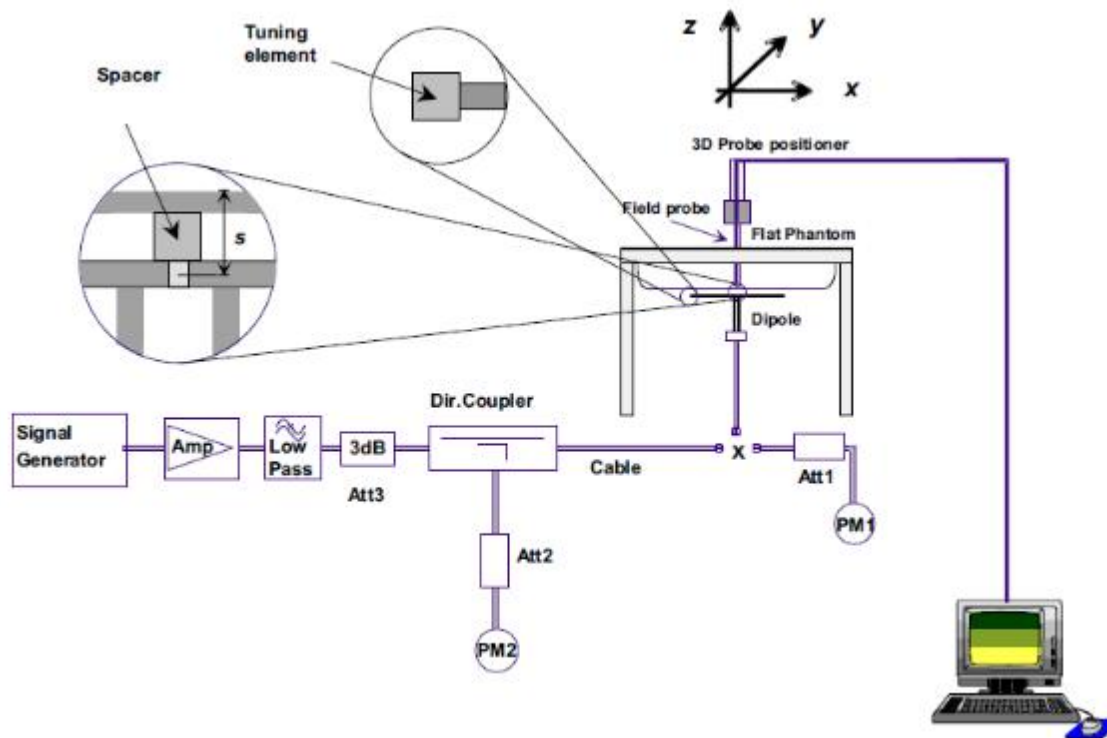 Tuning
element
Spacer
z
y
x
3D Probe positioner
Field probe
Flat Phantom
s
Dipole
Dir.Coupler
Signal
Generator
Amp
Low
Pass
3dB
Att3
Cable
X
Att1
PM1
Att2
PM2